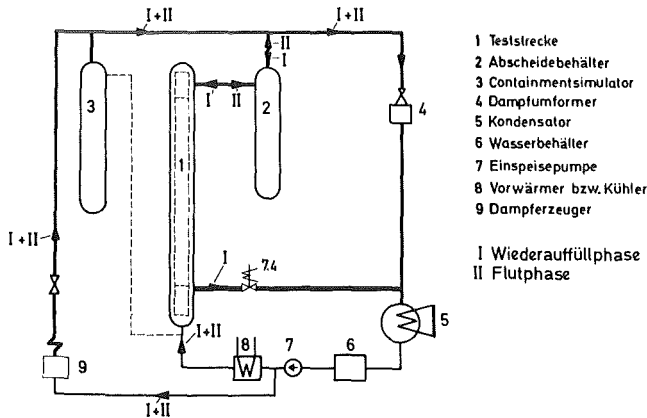 I+II
I+II
II
I
3
I
II
2
1
4
I+II
I
7.4
5
9
I+II
8
7
6
I+II
1 Teststrecke
2 Abscheidebehälter
3 Containmentsimulator
4 Dampfumformer
5 Kondensator
6 Wasserbehälter
7 Einspeisepumpe
8 Vorwärmer bzw. Kühler
9 Dampferzeuger
I Wiederauffüllphase
II Flutphase